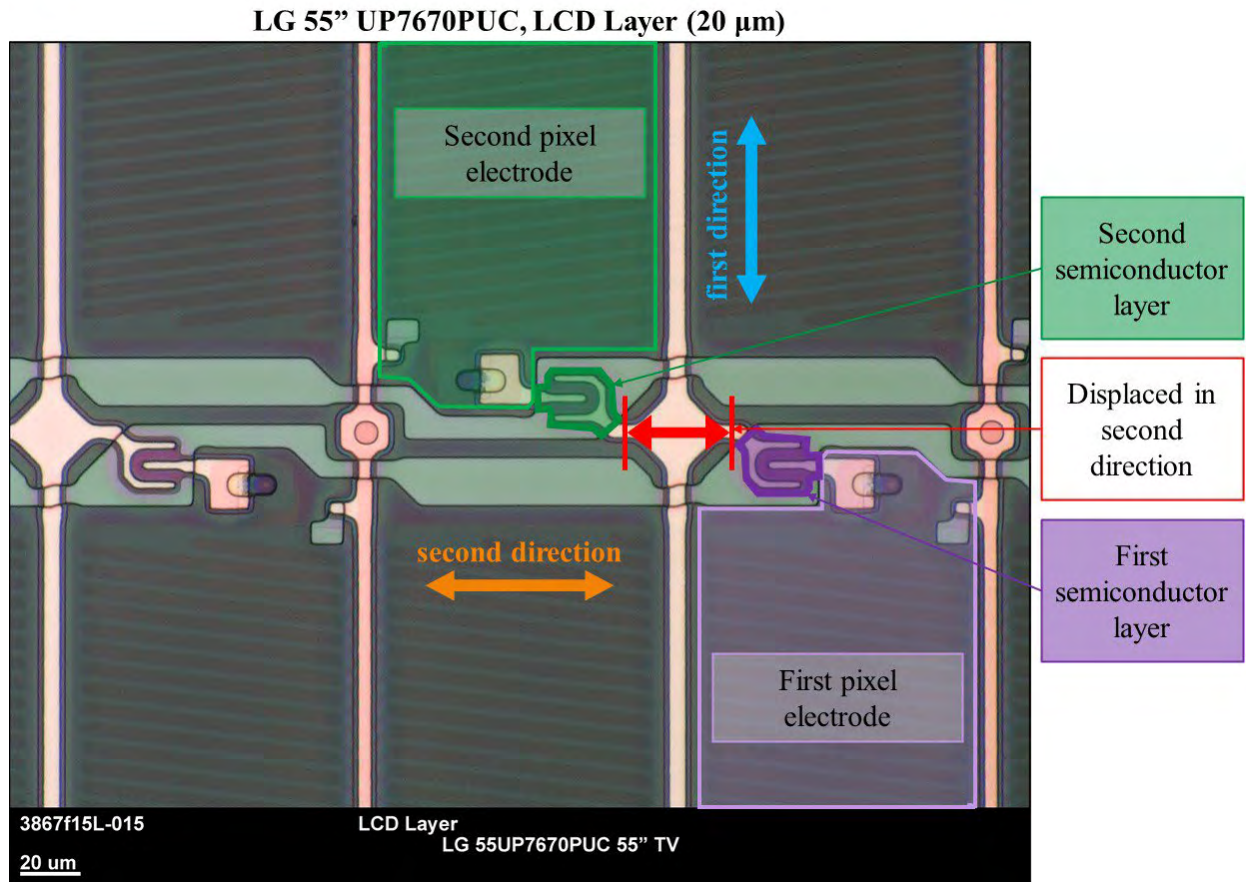 LG 55” UP7670PUC, LCD Layer (20 µm)
Second pixel
electrode
first direction
Second
semiconductor
layer
Displaced in
second
direction
second direction
First
semiconductor
layer
First pixel
electrode
3867f15L-015
LCD Layer
LG 55UP7670PUC 55” TV
20 um